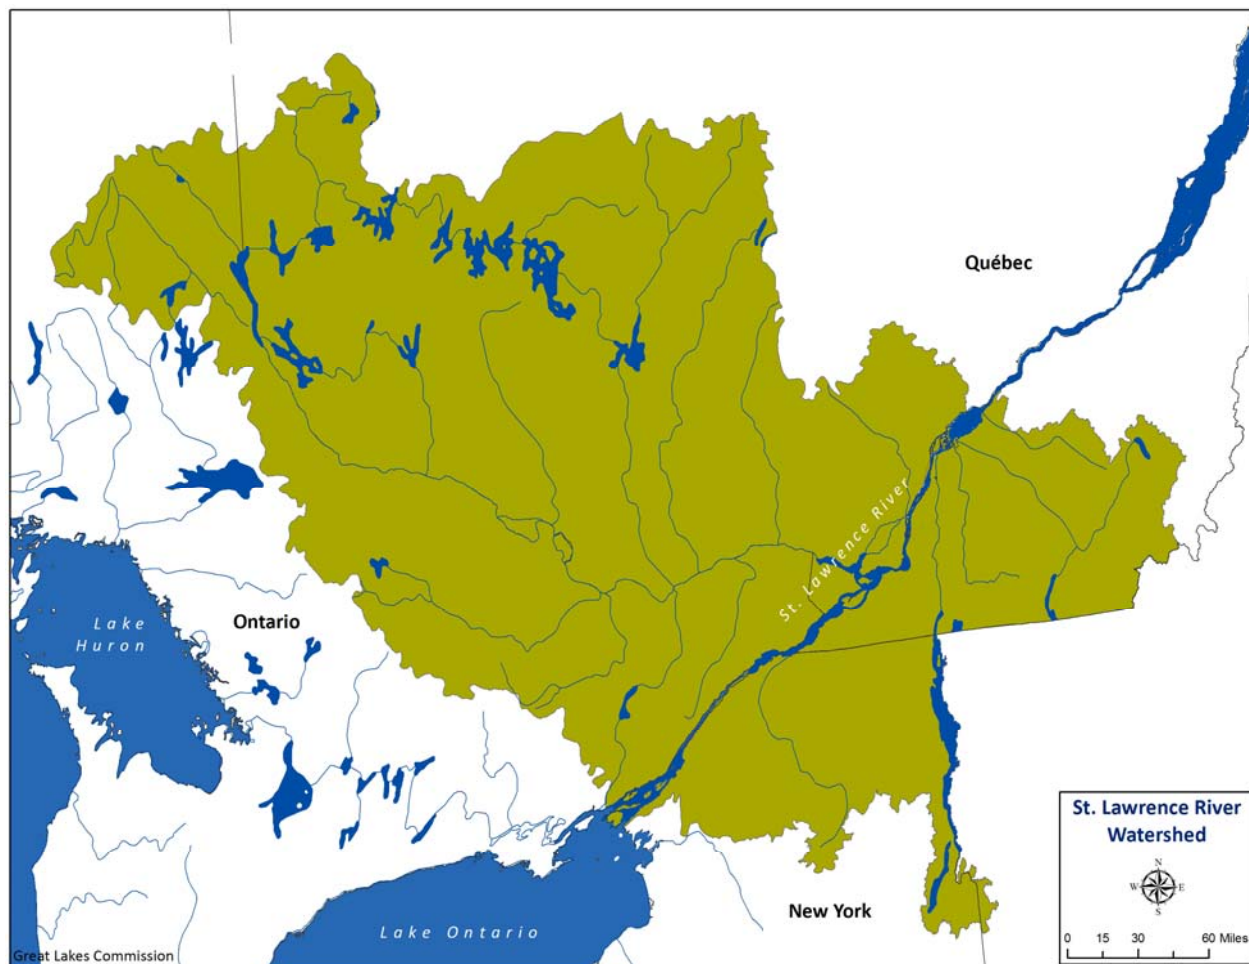 Québec
St. Lawrence River
Lake
Huron
Ontario
New York
Lake Ontario
Great Lakes Commission
St. Lawrence River
Watershed
N
W E
S
0 15 30 60 Miles